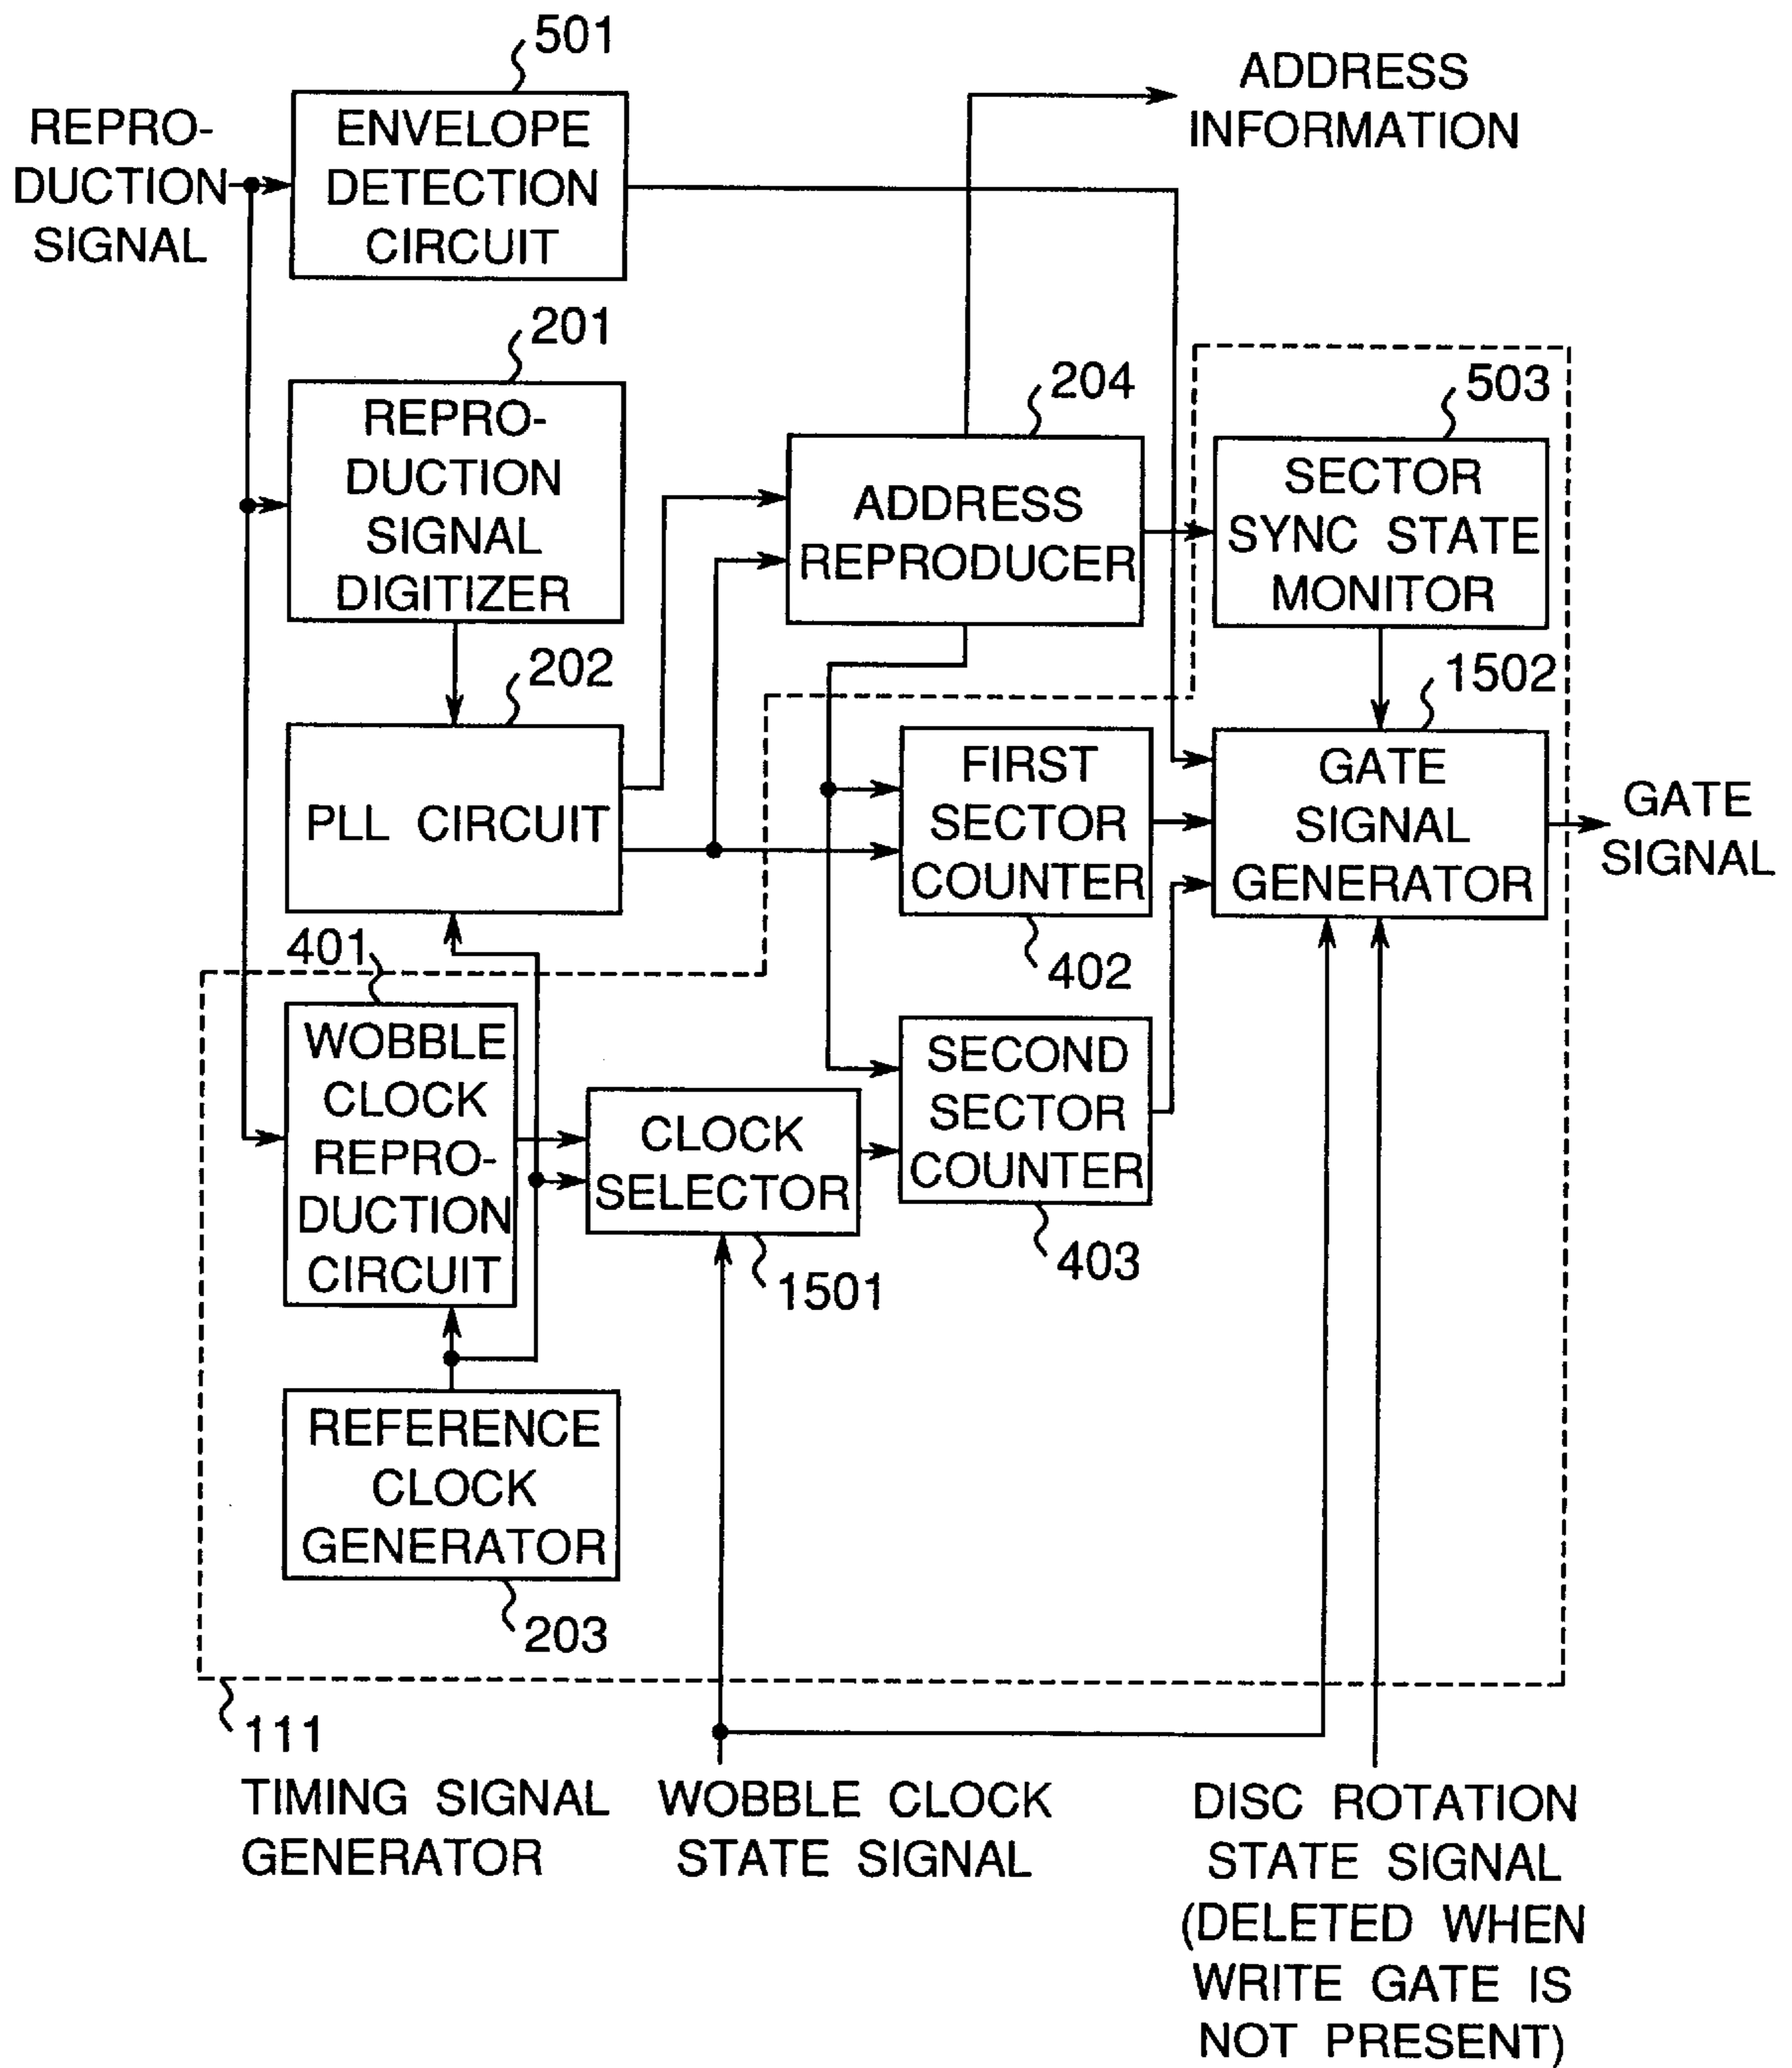 501
REPRO-
DUCTION
SIGNAL
ENVELOPE
DETECTION
CIRCUIT
ADDRESS
INFORMATION
201
REPRO-
DUCTION
SIGNAL
DIGITIZER
204
ADDRESS
REPRODUCER
503
SECTOR
SYNC STATE
MONITOR
202
PLL CIRCUIT
FIRST
SECTOR
COUNTER
402
1502
GATE
SIGNAL
GENERATOR
GATE
SIGNAL
401
WOBBLE
CLOCK
REPRO-
DUCTION
CIRCUIT
CLOCK
SELECTOR
1501
SECOND
SECTOR
COUNTER
403
REFERENCE
CLOCK
GENERATOR
203
111
TIMING SIGNAL
GENERATOR
WOBBLE CLOCK
STATE SIGNAL
DISC ROTATION
STATE SIGNAL
(DELETED WHEN
WRITE GATE IS
NOT PRESENT)